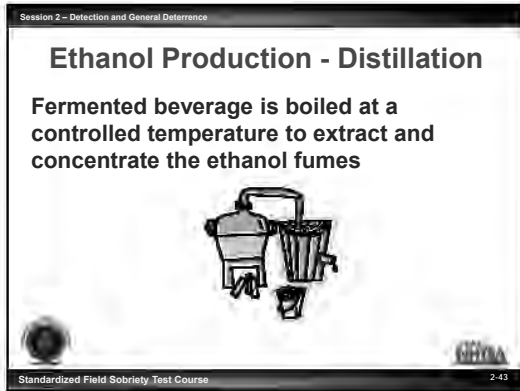 Session 2 – Detection and General Deterrence
Ethanol Production - Distillation
Fermented beverage is boiled at a
controlled temperature to extract and
concentrate the ethanol fumes
Standardized Field Sobriety Test Course
2-43